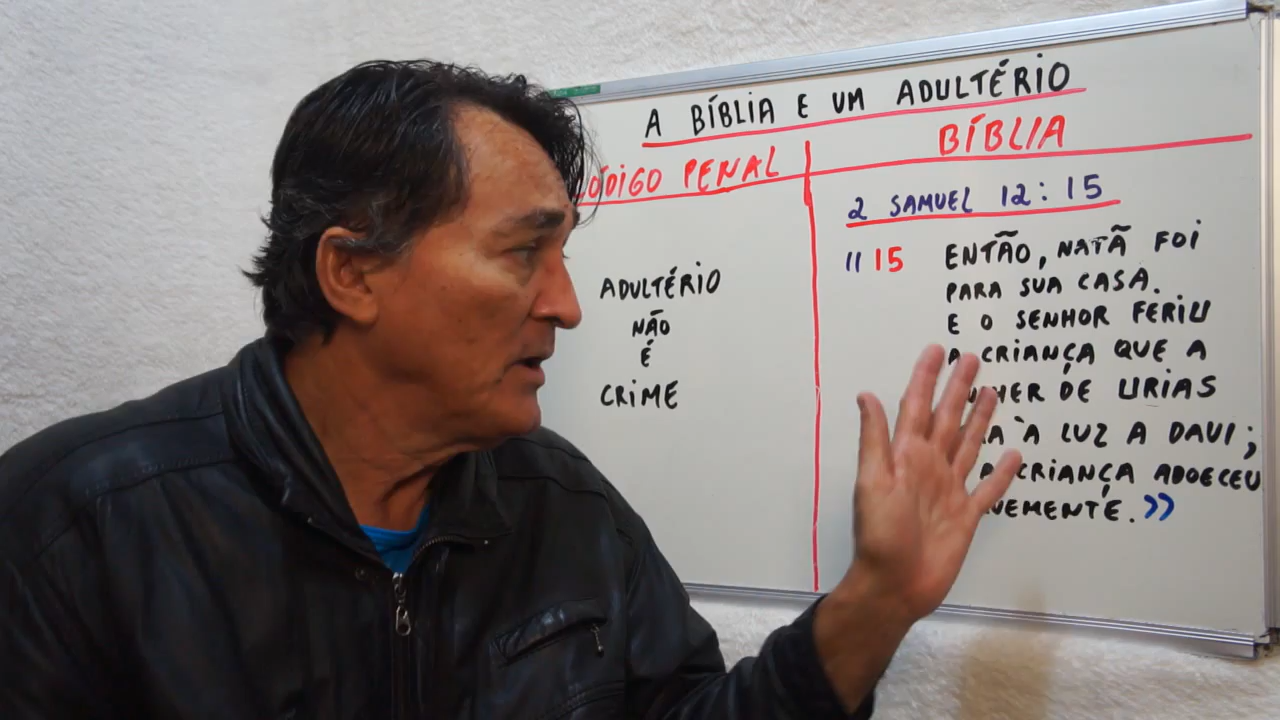 A BÍBLIA E UM ADULTÉRIO
CÓDIGO PENAL
BÍBLIA
ADULTÉRIO
NÃO
É
CRIME
2 SAMUEL 12:15
"15 ENTÃO, NATÃ FOI
PARA SUA CASA.
E O SENHOR FERIU
A CRIANÇA QUE A
DE URIAS
À LUZ A DAVI;
A CRIANÇA ADOECEU
"